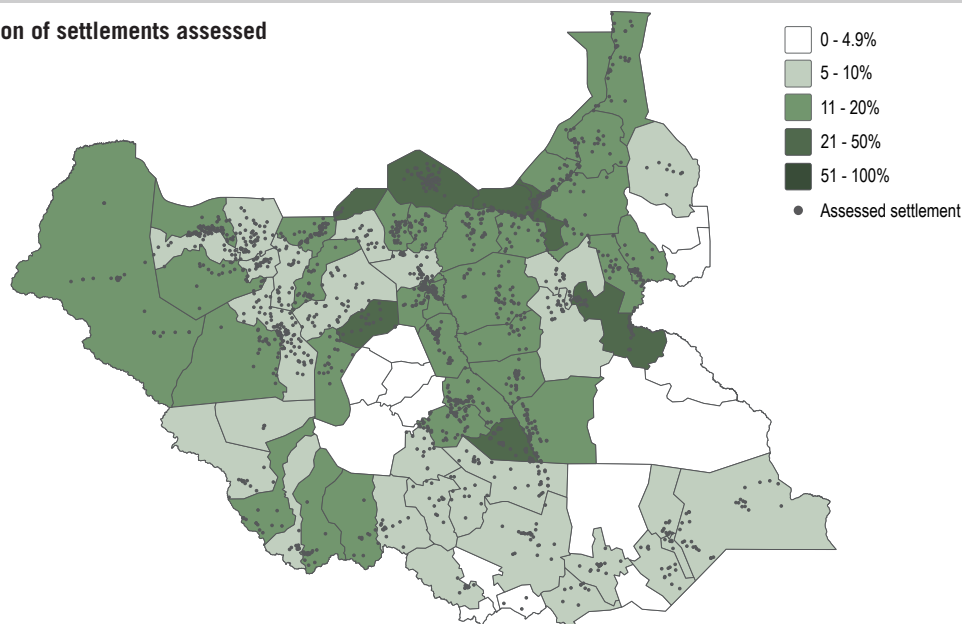 on of settlements assessed
0 - 4.9%
5 - 10%
11 - 20%
21 - 50%
51 - 100%
Assessed settlement